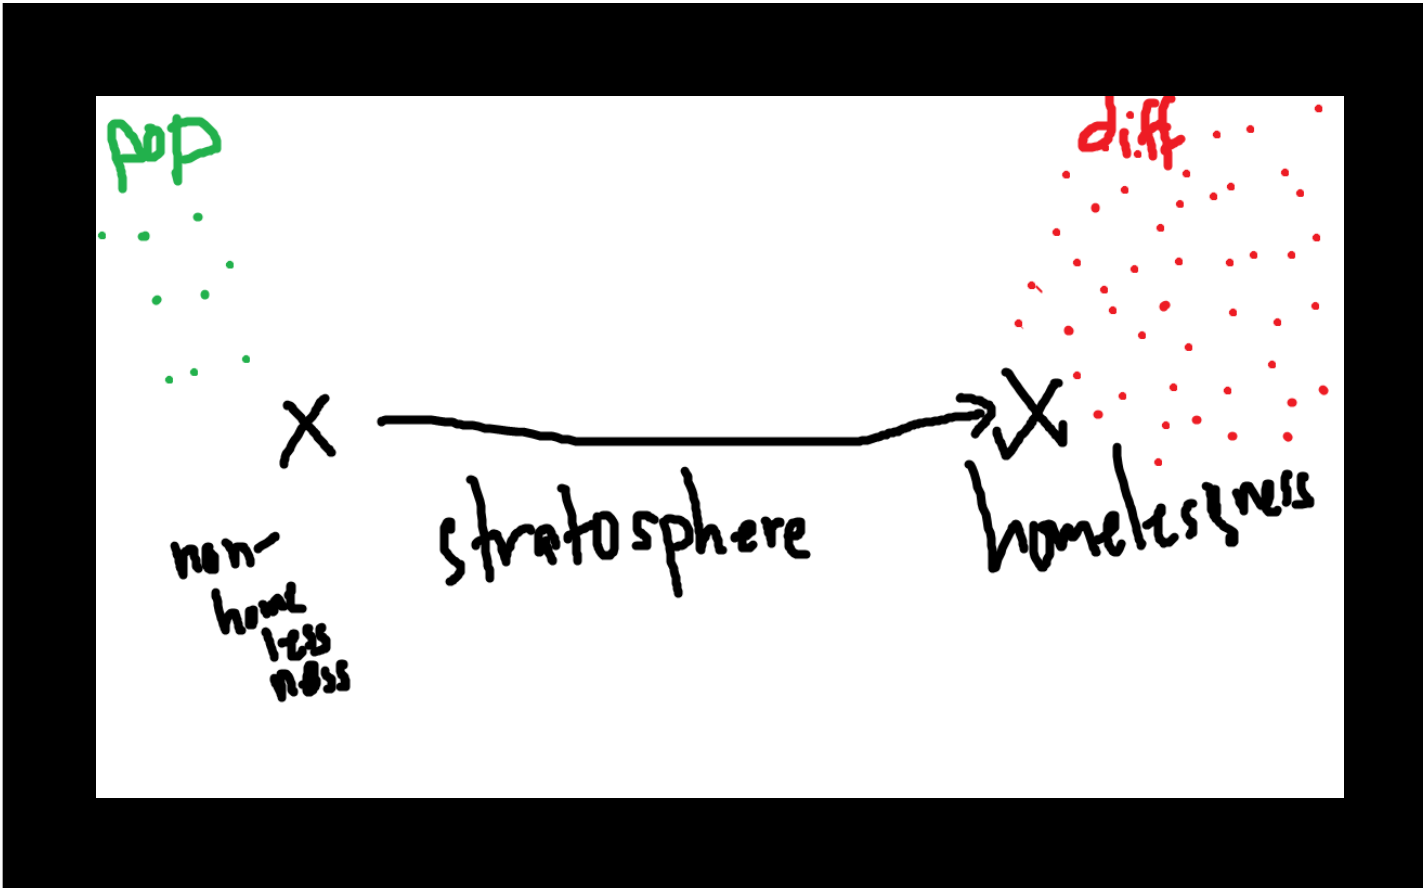 pop
diff
X
X
stratosphere
homelessness
non-
home
less
ness